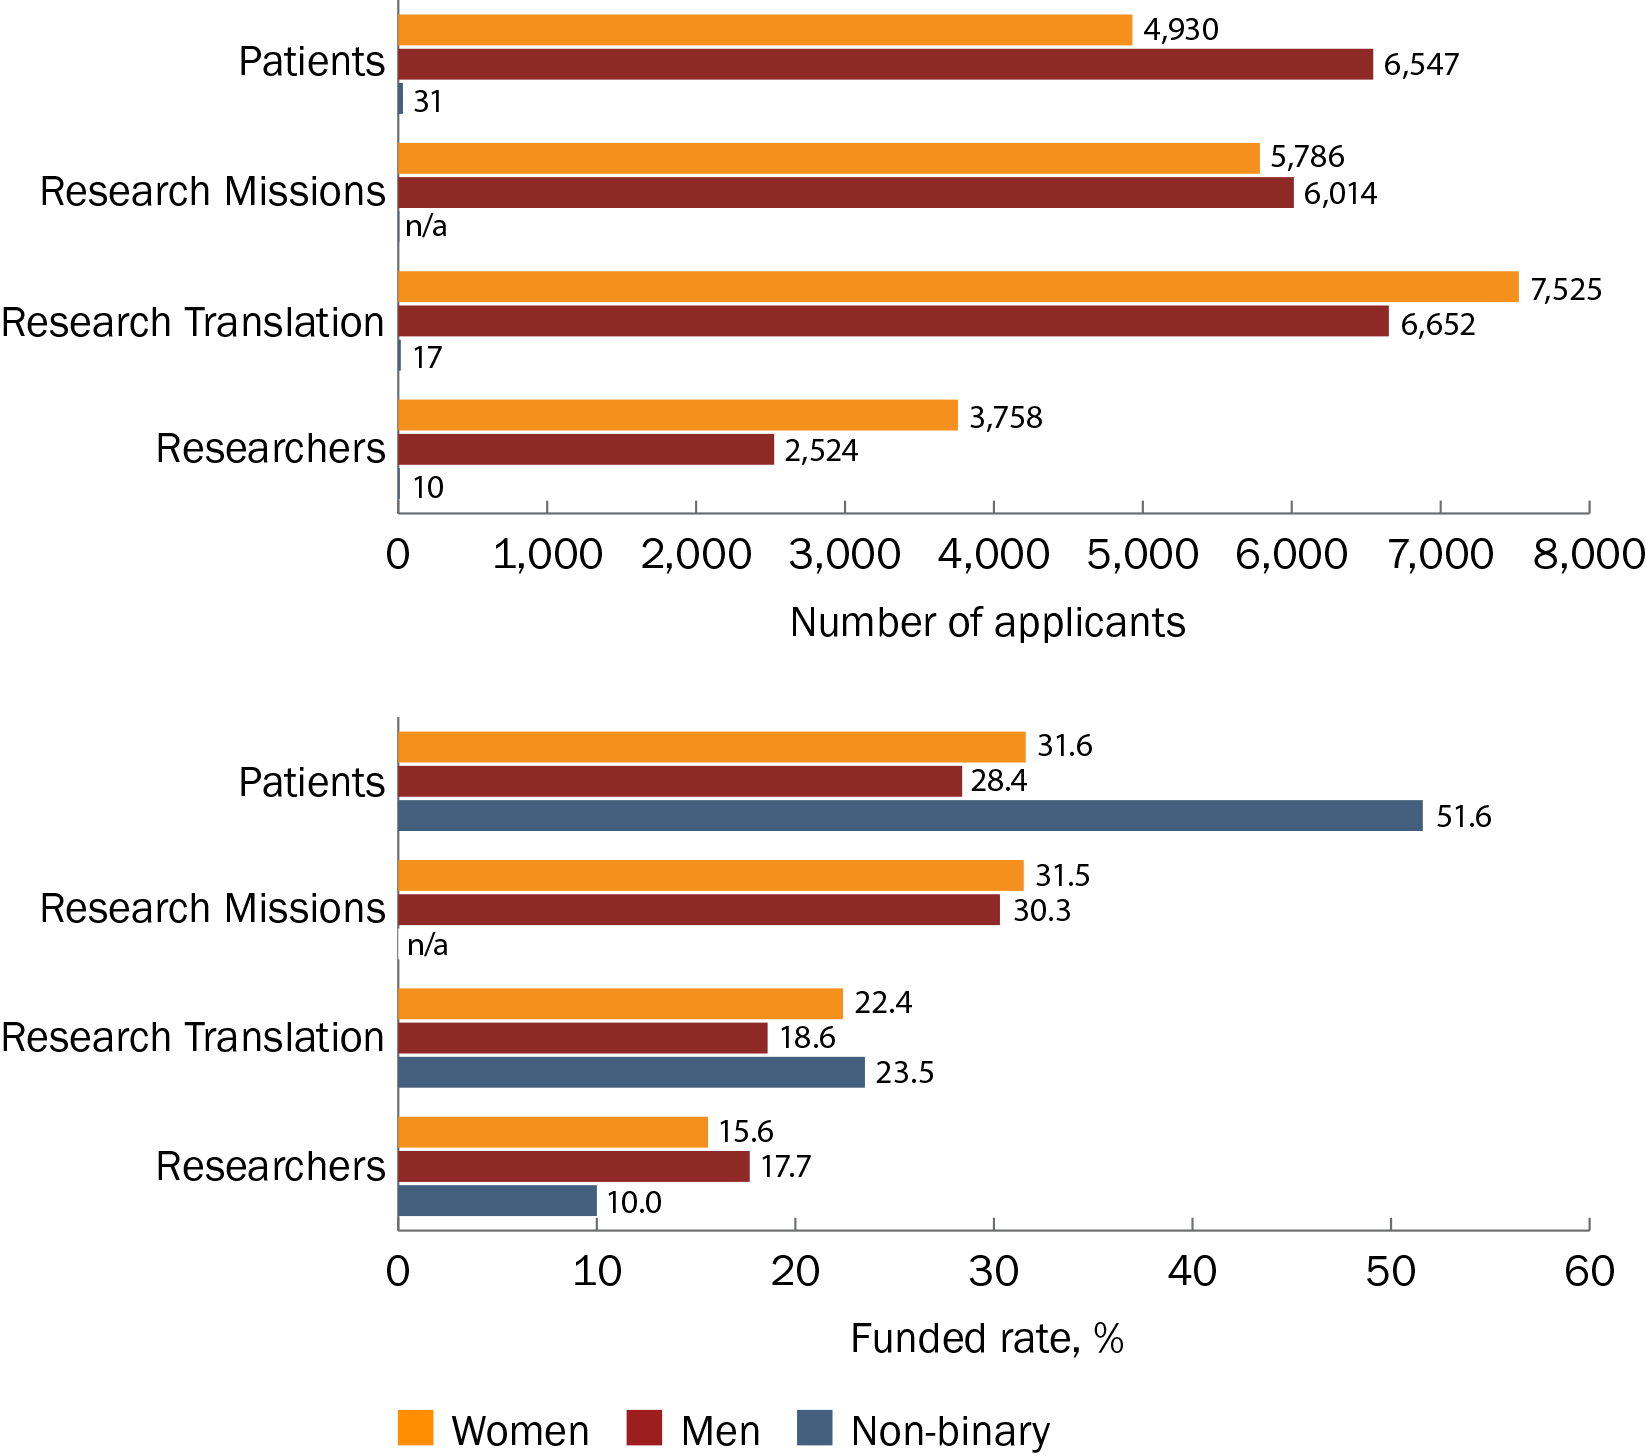 4,930
Patients
6,547
31
5,786
Research Missions
6,014
n/a
7,525
Research Translation
6,652
17
3,758
Researchers
2,524
10
0 1,000 2,000 3,000 4,000 5,000 6,000 7,000 8,000
Number of applicants
31.6
Patients
28.4
51.6
31.5
Research Missions
30.3
n/a
22.4
Research Translation
18.6
23.5
15.6
Researchers
17.7
10.0
0 10 20 30 40 50 60
Funded rate, %
Women Men Non-binary